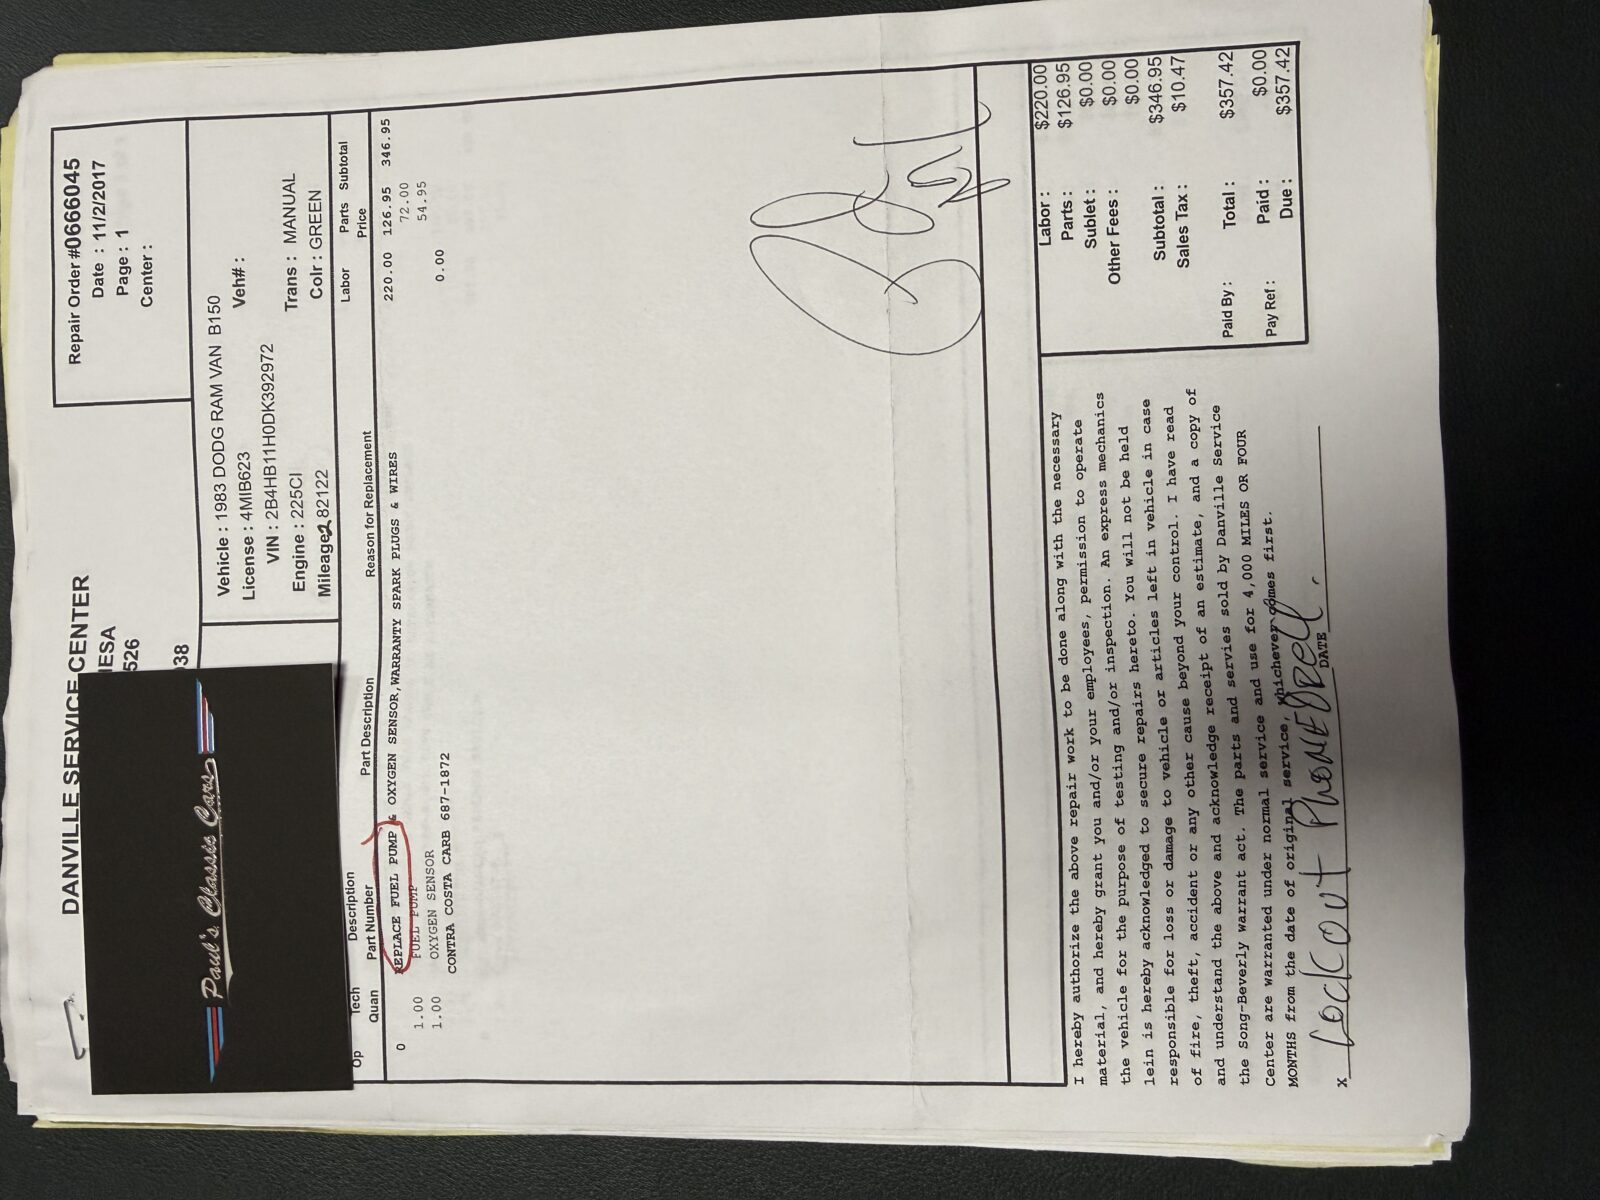 DANVILLE SERVICE CENTER
IESA
526
38
Repair Order #0666045
Date : 11/2/2017
Page : 1
Center :
Paul's Classic Cars
Vehicle : 1983 DODG RAM VAN B150
License : 4MIB623 Veh# :
VIN : 2B4HB11H0DK392972
Engine : 225CI Trans : MANUAL
Mileage 282122 Colr : GREEN
Op Tech Description Labor Parts Subtotal
Quan Part Number Part Description Reason for Replacement Price
0 REPLACE FUEL PUMP & OXYGEN SENSOR,WARRANTY SPARK PLUGS & WIRES 220.00 126.95 346.95
1.00 FUEL PUMP 72.00
1.00 OXYGEN SENSOR 54.95
CONTRA COSTA CARB 687-1872 0.00
Labor : $220.00
Parts : $126.95
Sublet : $0.00
Other Fees : $0.00
$0.00
Subtotal : $346.95
Sales Tax : $10.47
Paid By : Total : $357.42
Pay Ref : Paid : $0.00
Due : $357.42
I hereby authorize the above repair work to be done along with the necessary
material, and hereby grant you and/or your employees, permission to operate
the vehicle for the purpose of testing and/or inspection. An express mechanics
lein is hereby acknowledged to secure repairs hereto. You will not be held
responsible for loss or damage to vehicle or articles left in vehicle in case
of fire, theft, accident or any other cause beyond your control. I have read
and understand the above and acknowledge receipt of an estimate, and a copy of
the Song-Beverly warrant act. The parts and servies sold by Danville Service
Center are warranted under normal service and use for 4,000 MILES OR FOUR
MONTHS from the date of original service, whichever comes first.
X DATE